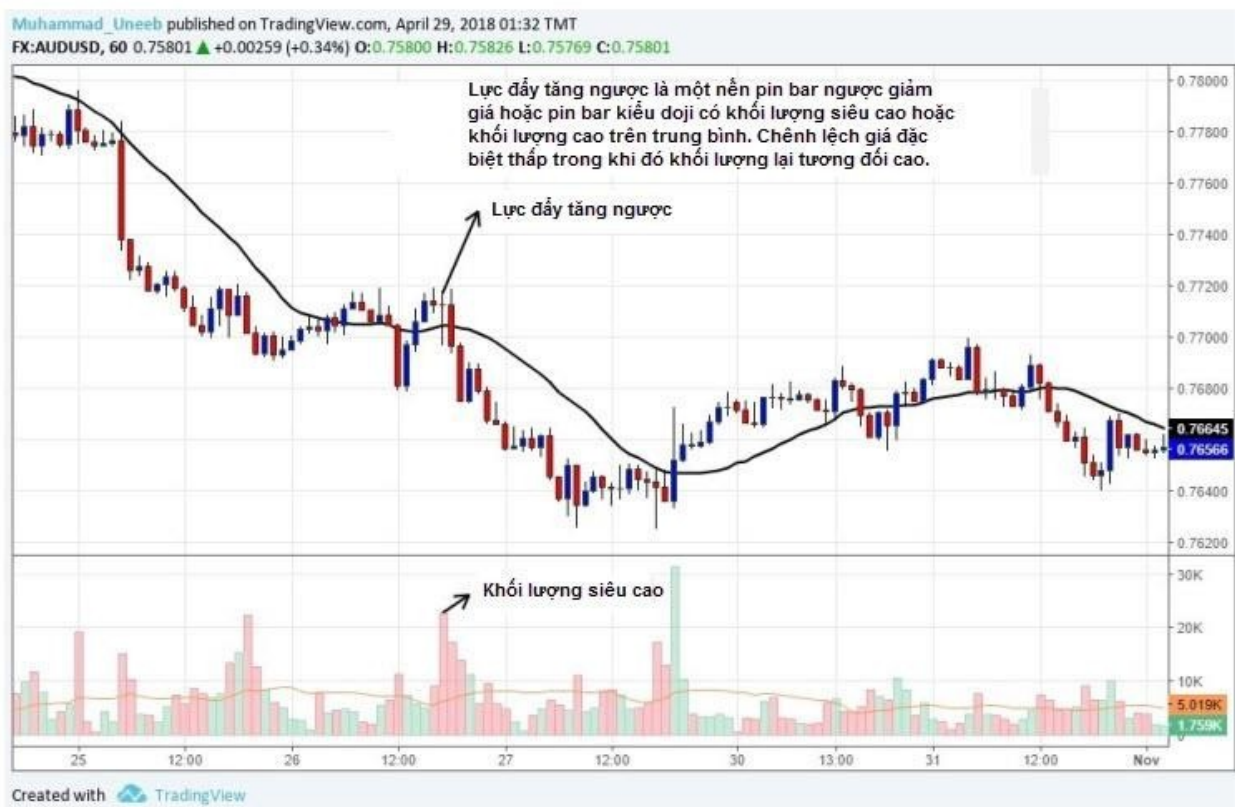 Muhammad_Uneeb published on TradingView.com, April 29, 2018 01:32 TMT
FX:AUDUSD, 60 0.75801 ▲ +0.00259 (+0.34%) O:0.75800 H:0.75826 L:0.75769 C:0.75801
Lực đẩy tăng ngược là một nến pin bar ngược giảm
giá hoặc pin bar kiểu doji có khối lượng siêu cao hoặc
khối lượng cao trên trung bình. Chênh lệch giá đặc
biệt thấp trong khi đó khối lượng lại tương đối cao.
Lực đẩy tăng ngược
0.78000
0.77800
0.77600
0.77400
0.77200
0.77000
0.76800
0.76645
0.76566
0.76400
0.76200
Khối lượng siêu cao
30K
20K
10K
5.019K
1.759K
0
25 12:00 26 12:00 27 12:00 30 13:00 31 12:00 Nov
Created with TradingView